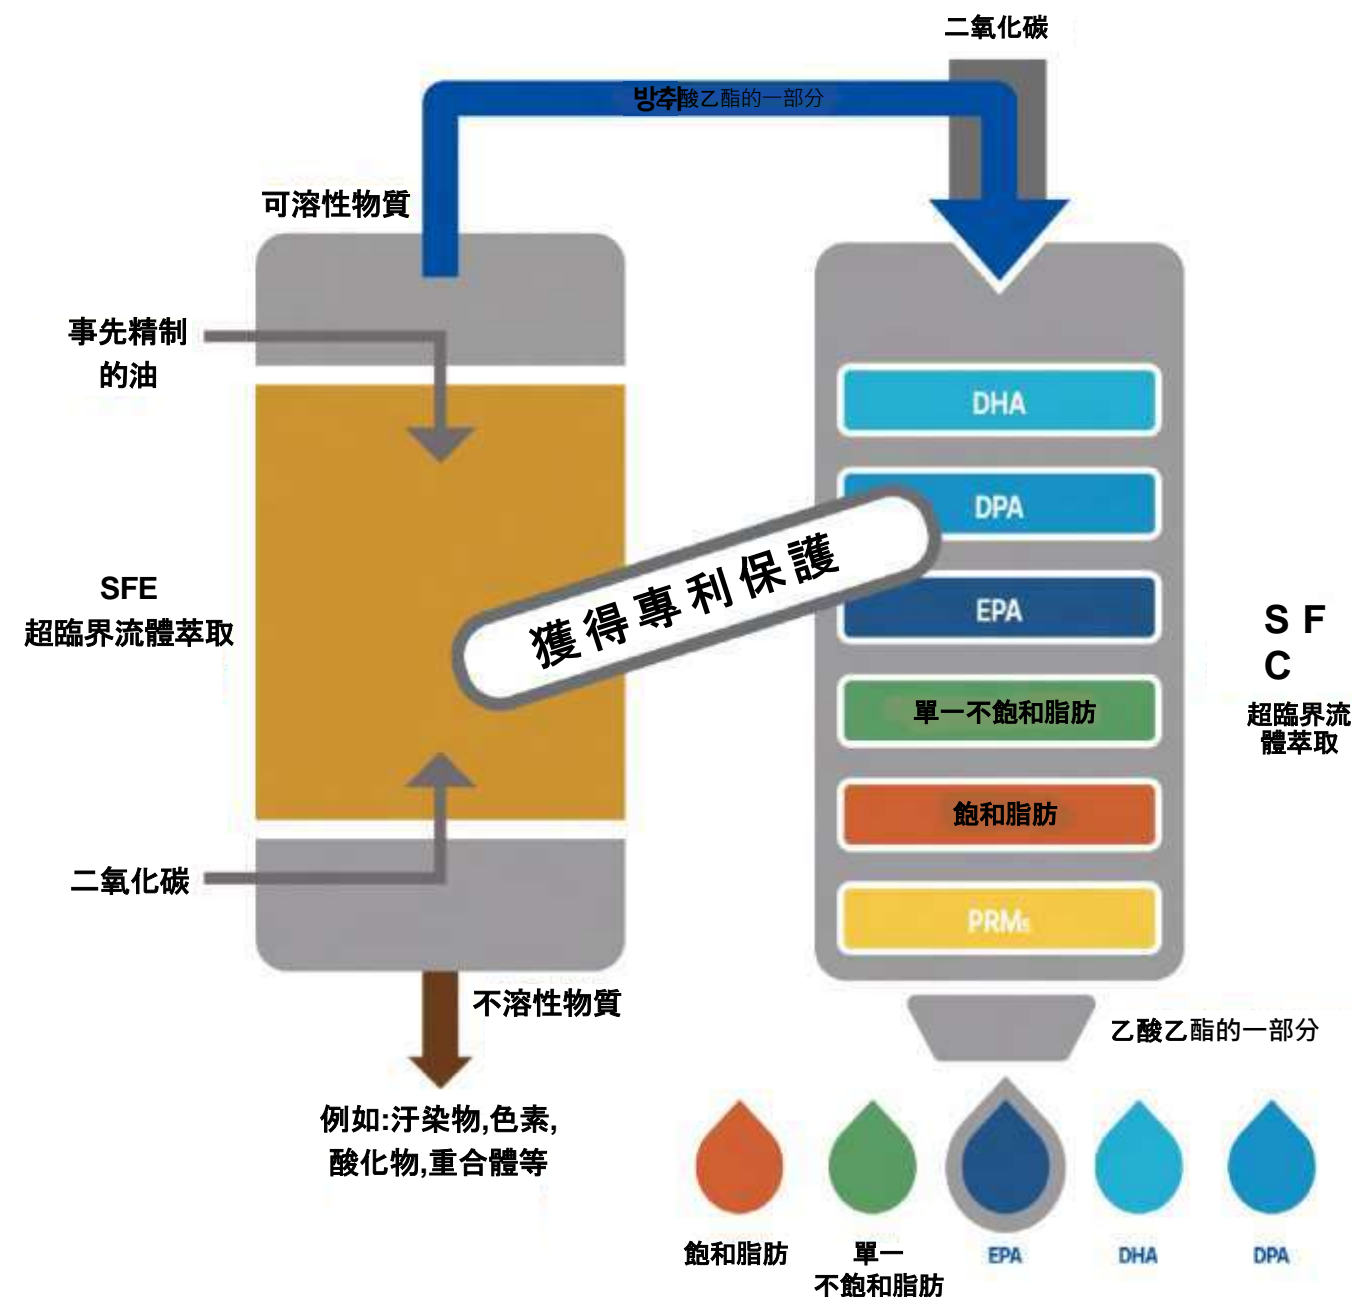 二氧化碳
방취酸乙酯的一部分
可溶性物質
事先精制
的油
DHA
DPA
獲得專利保護
EPA
SFE
超臨界流體萃取
S F
C
超臨界流
體萃取
單一不飽和脂肪
飽和脂肪
二氧化碳
PRMs
不溶性物質
乙酸乙酯的一部分
例如:汙染物,色素,
酸化物,重合體等
飽和脂肪
單一
不飽和脂肪
EPA
DHA
DPA